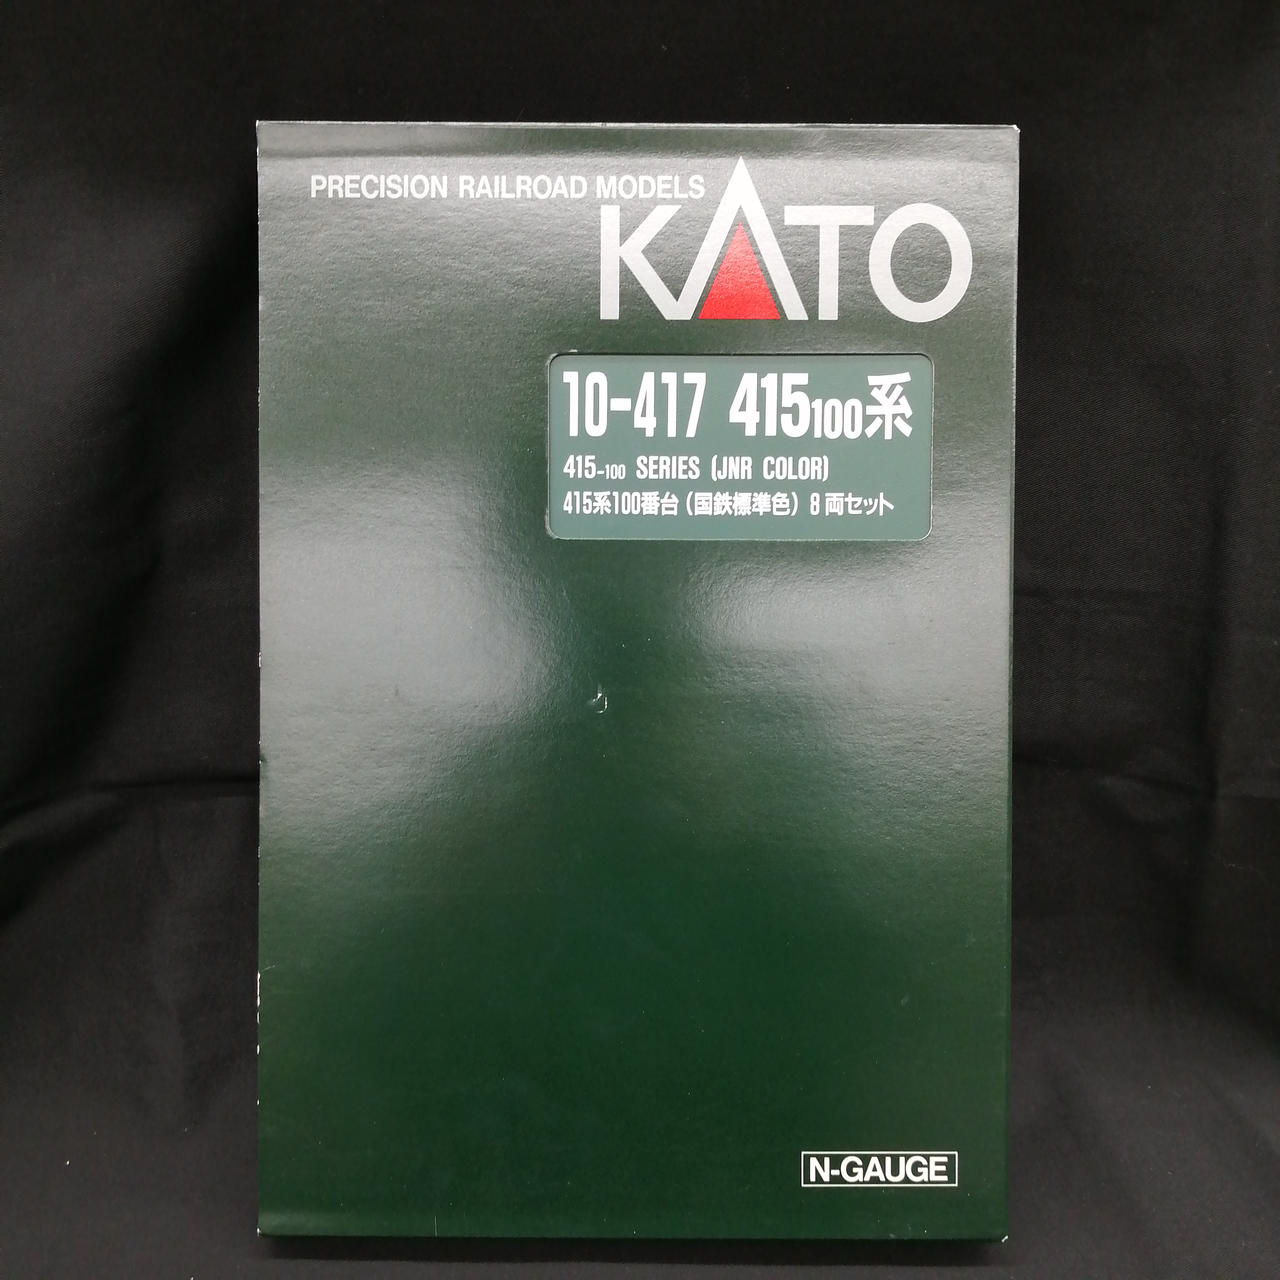 PRECISION RAILROAD MODELS
KATO
10-417 415100系
415-100 SERIES (JNR COLOR)
415系100番台(国鉄標準色)8両セット
N-GAUGE